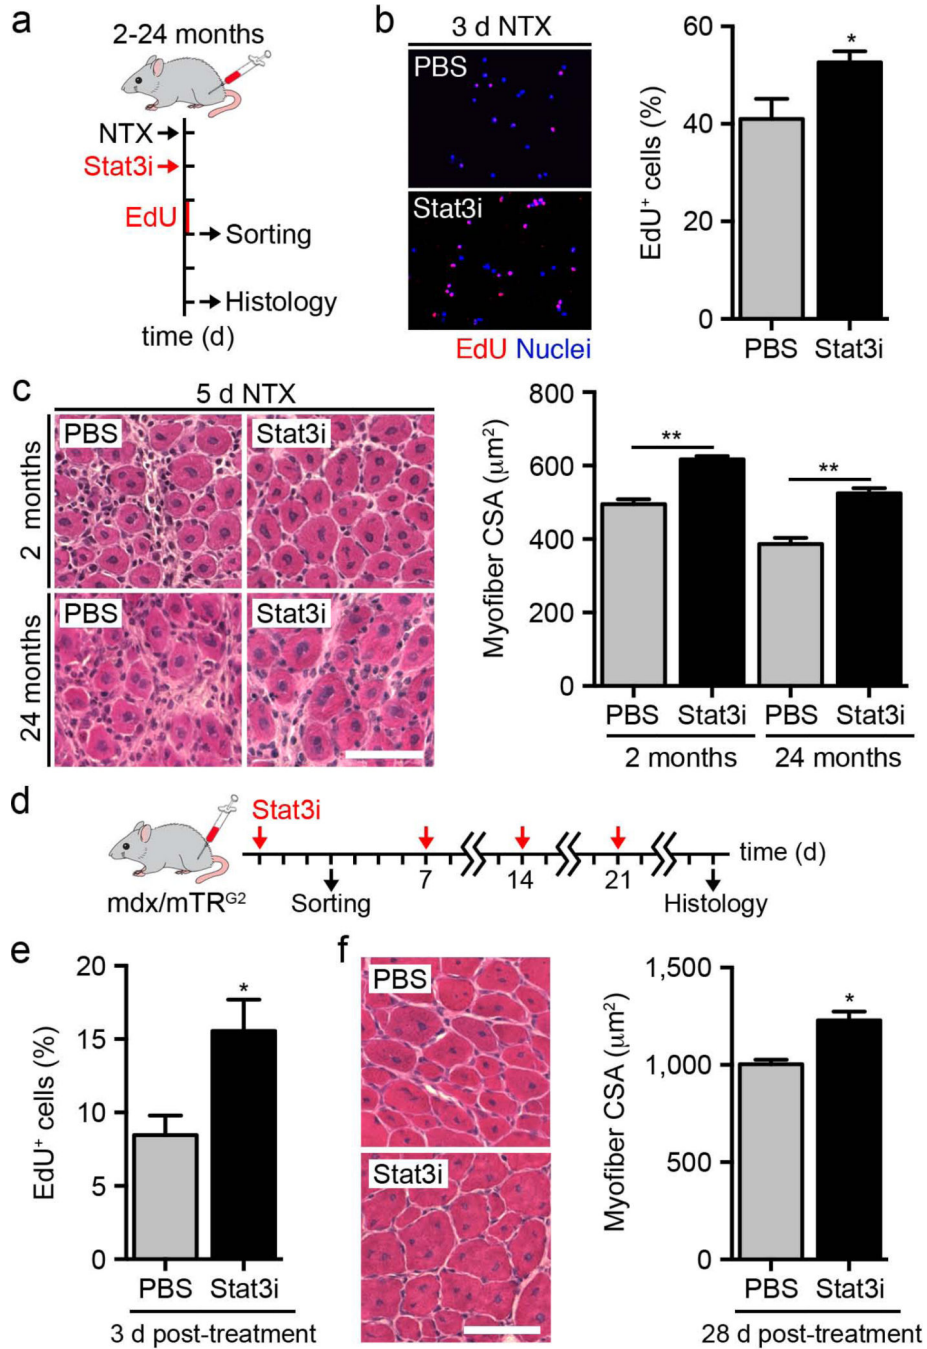 a
2-24 months
NTX
Stat3i
EdU
Sorting
Histology
time (d)
b
3 d NTX
PBS
Stat3i
EdU Nuclei
EdU⁺ cells (%)
60
40
20
0
*
PBS Stat3i
c
5 d NTX
2 months
24 months
PBS Stat3i
PBS Stat3i
Myofiber CSA (μm²)
800
600
400
200
0
** **
PBS Stat3i PBS Stat3i
2 months 24 months
d
Stat3i
mdx/mTRᴳ²
7 14 21
time (d)
Sorting Histology
e
EdU⁺ cells (%)
20
15
10
5
0
*
PBS Stat3i
3 d post-treatment
f
PBS
Stat3i
Myofiber CSA (μm²)
1,500
1,000
500
0
*
PBS Stat3i
28 d post-treatment